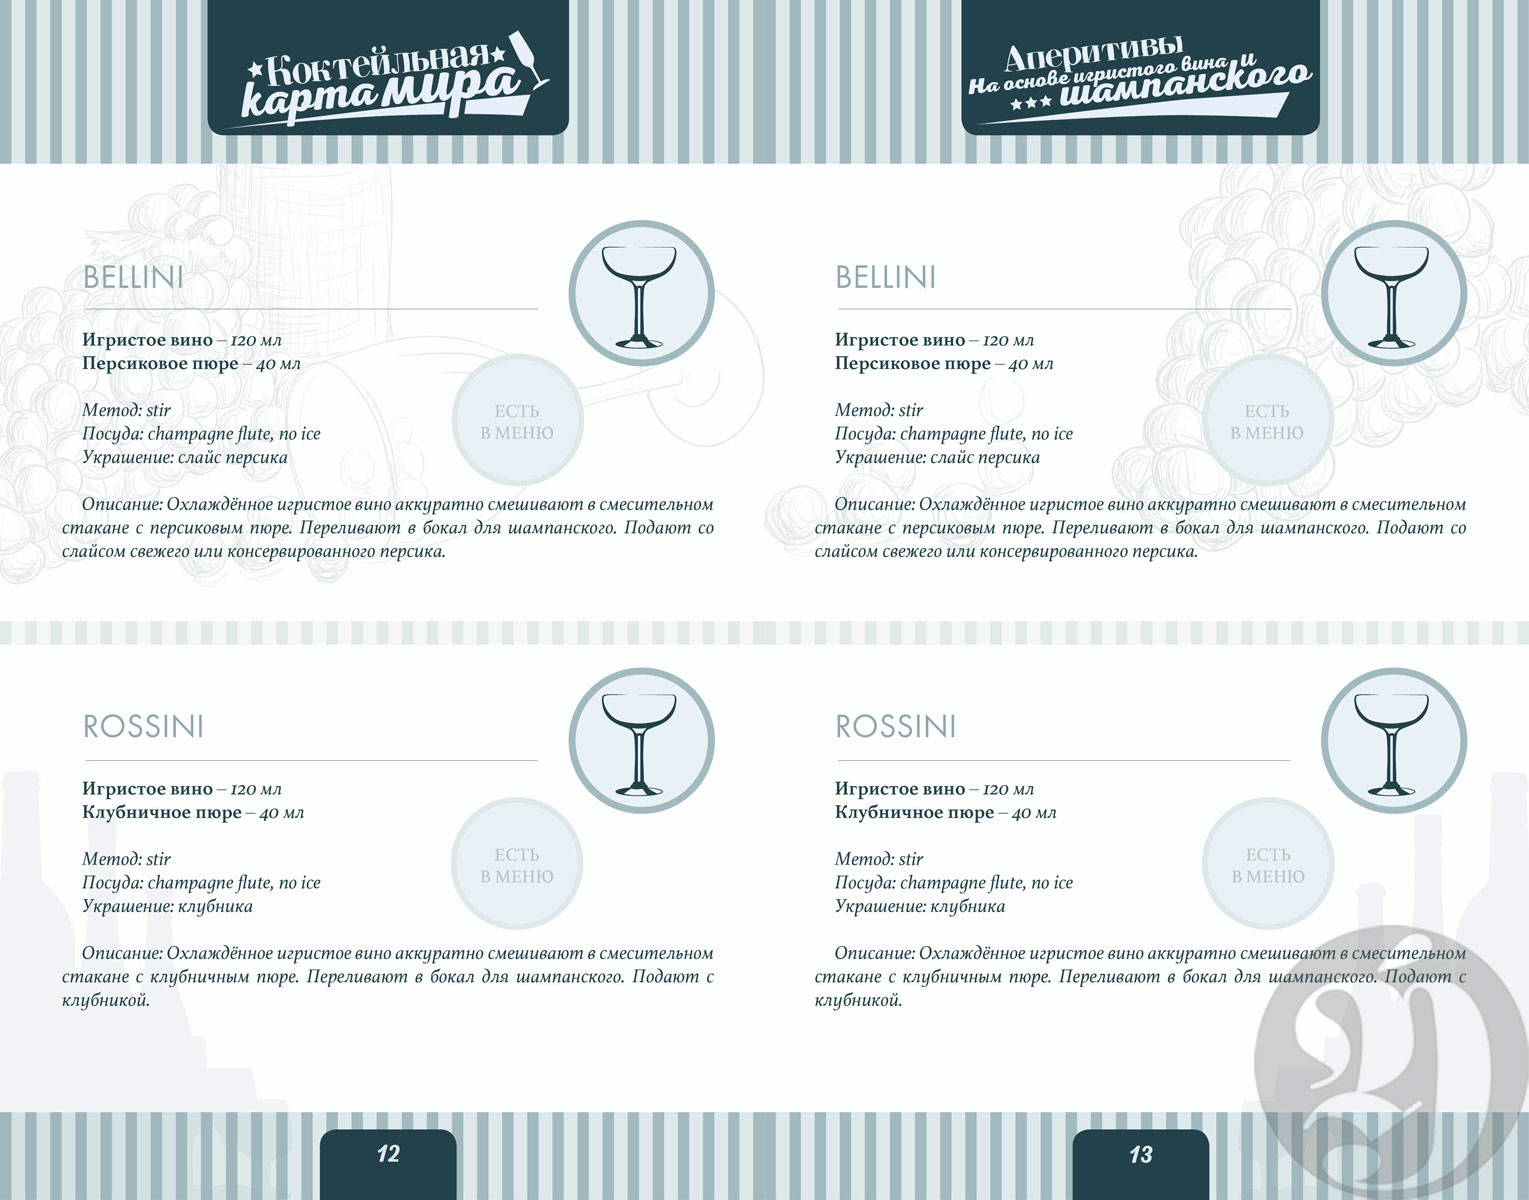 Коктейльная
карта мира
BELLINI
Игристое вино – 120 мл
Персиковое пюре – 40 мл
ЕСТЬ
В МЕНЮ
Метод: stir
Посуда: champagne flute, no ice
Украшение: слайс персика
Описание: Охлаждённое игристое вино аккуратно смешивают в смесительном
стакане с персиковым пюре. Переливают в бокал для шампанского. Подают со
слайсом свежего или консервированного персика.
ROSSINI
Игристое вино – 120 мл
Клубничное пюре – 40 мл
ЕСТЬ
В МЕНЮ
Метод: stir
Посуда: champagne flute, no ice
Украшение: клубника
Описание: Охлаждённое игристое вино аккуратно смешивают в смесительном
стакане с клубничным пюре. Переливают в бокал для шампанского. Подают с
клубникой.
12
Аперитивы
На основе игристого вина и
шампанского
BELLINI
Игристое вино – 120 мл
Персиковое пюре – 40 мл
ЕСТЬ
В МЕНЮ
Метод: stir
Посуда: champagne flute, no ice
Украшение: слайс персика
Описание: Охлаждённое игристое вино аккуратно смешивают в смесительном
стакане с персиковым пюре. Переливают в бокал для шампанского. Подают со
слайсом свежего или консервированного персика.
ROSSINI
Игристое вино – 120 мл
Клубничное пюре – 40 мл
ЕСТЬ
В МЕНЮ
Метод: stir
Посуда: champagne flute, no ice
Украшение: клубника
Описание: Охлаждённое игристое вино аккуратно смешивают в смесительном
стакане с клубничным пюре. Переливают в бокал для шампанского. Подают с
клубникой.
13